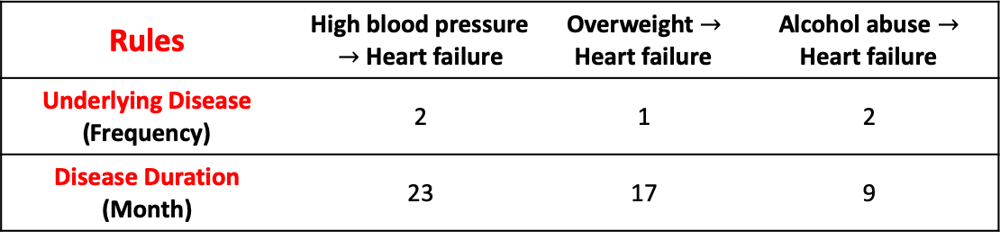 Rules
High blood pressure
→ Heart failure
Overweight →
Heart failure
Alcohol abuse →
Heart failure
Underlying Disease
(Frequency)
2
1
2
Disease Duration
(Month)
23
17
9